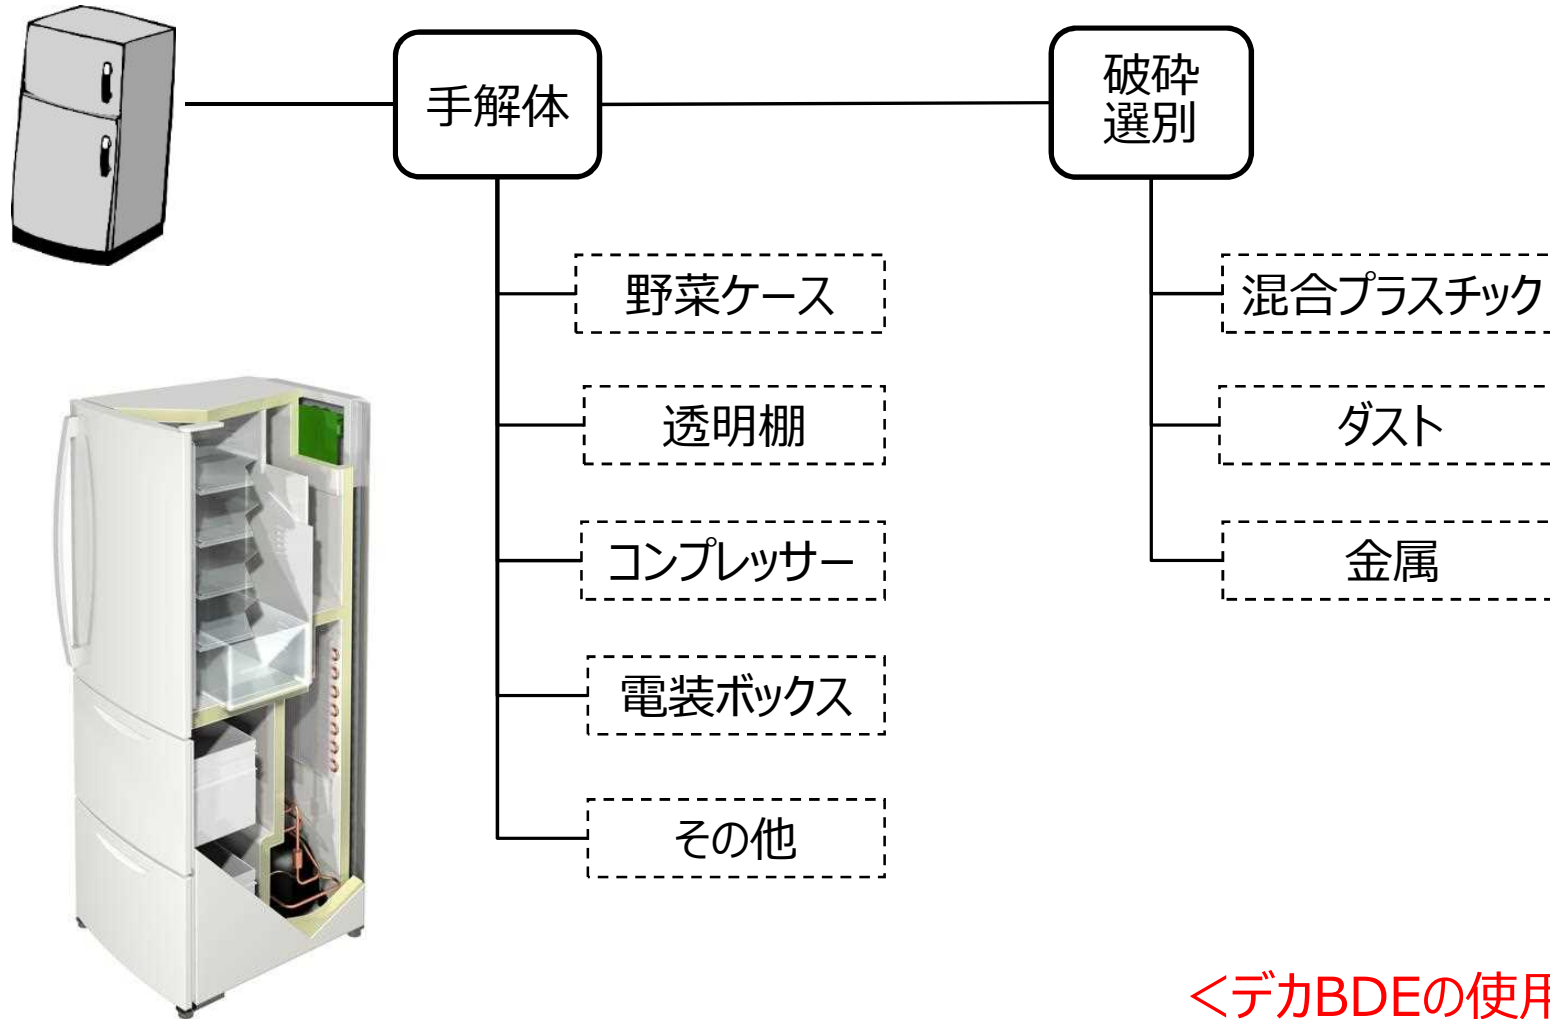 手解体
破砕
選別
野菜ケース
透明棚
コンプレッサー
電装ボックス
その他
混合プラスチック
ダスト
金属
＜デカBDEの使用